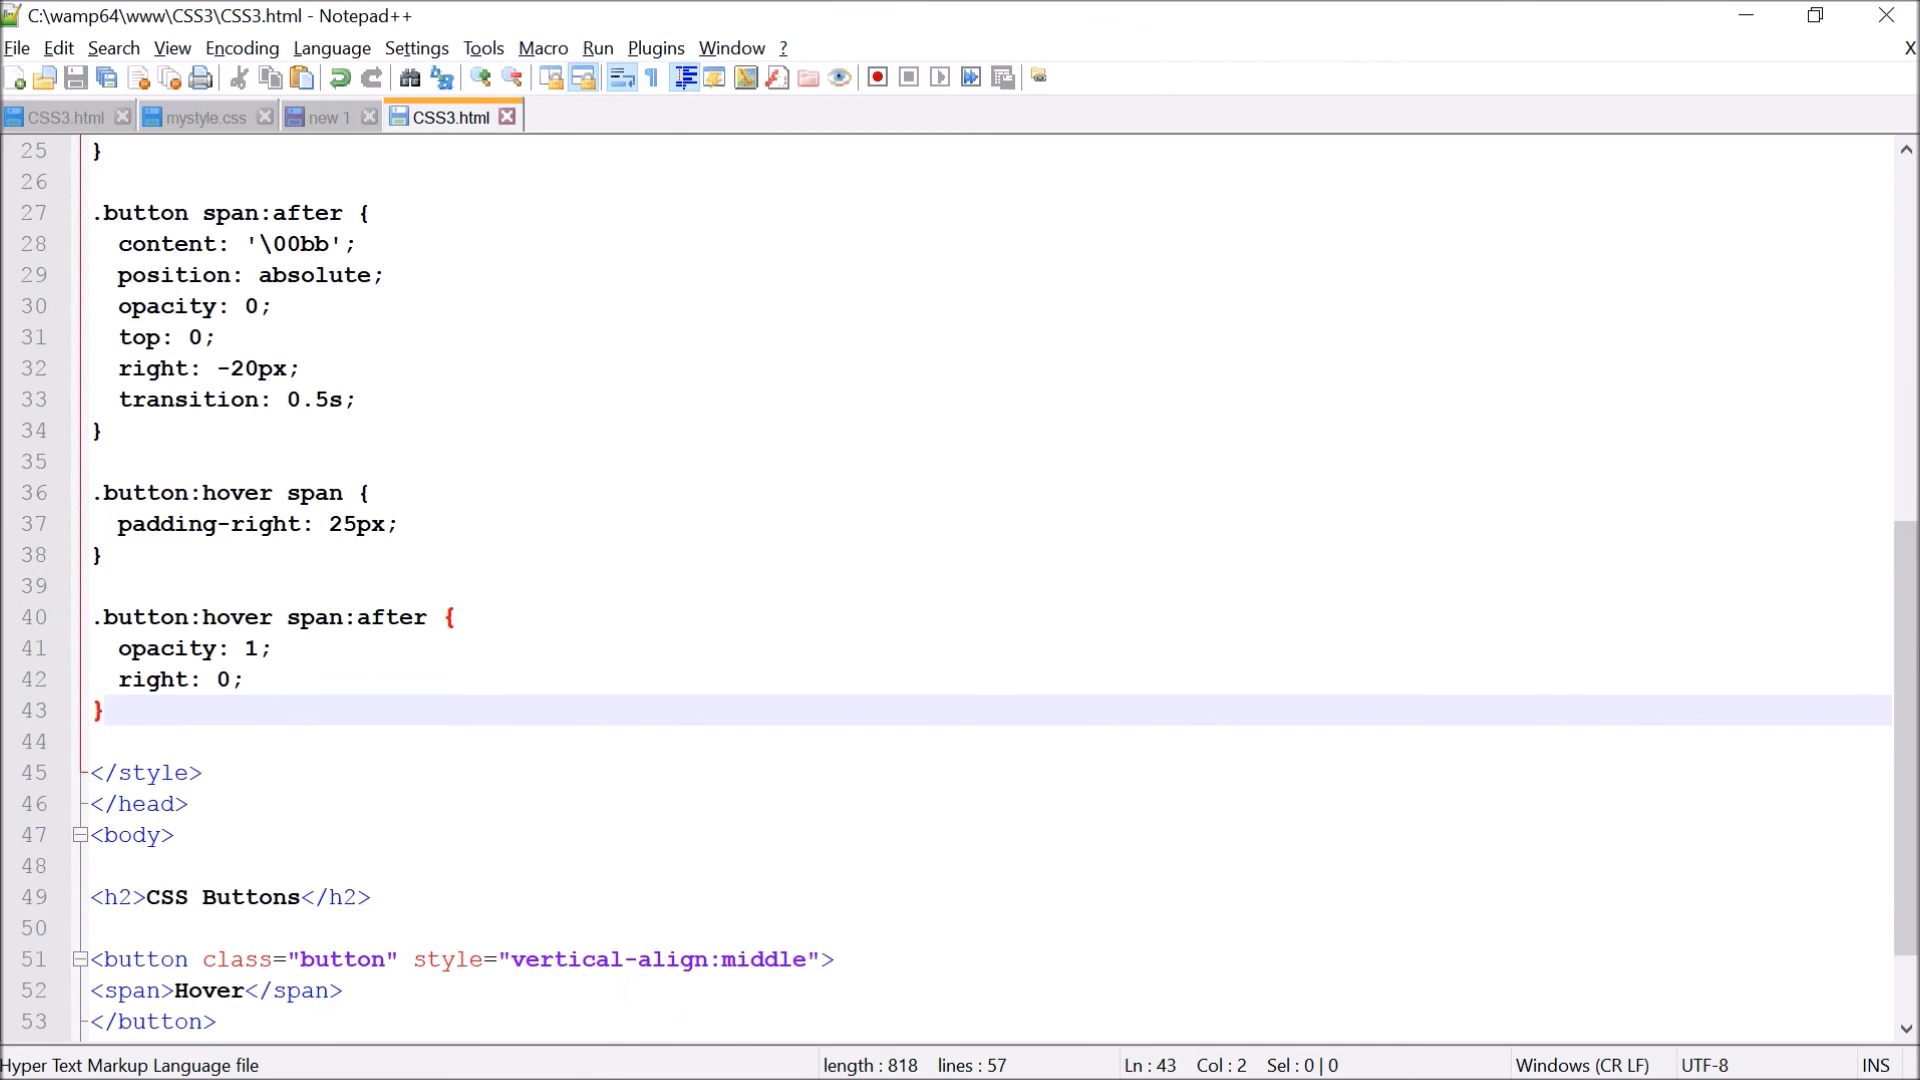 C:\wamp64\www\CSS3\CSS3.html - Notepad++
File Edit Search View Encoding Language Settings Tools Macro Run Plugins Window ? X
CSS3.html mystyle.css new 1 CSS3.html
25 }
26
27 .button span:after {
28 content: '\00bb';
29 position: absolute;
30 opacity: 0;
31 top: 0;
32 right: -20px;
33 transition: 0.5s;
34 }
35
36 .button:hover span {
37 padding-right: 25px;
38 }
39
40 .button:hover span:after {
41 opacity: 1;
42 right: 0;
43 }
44
45 </style>
46 </head>
47 <body>
48
49 <h2>CSS Buttons</h2>
50
51 <button class="button" style="vertical-align:middle">
52 <span>Hover</span>
53 </button>
Hyper Text Markup Language file length : 818 lines : 57 Ln : 43 Col : 2 Sel : 0 | 0 Windows (CR LF) UTF-8 INS